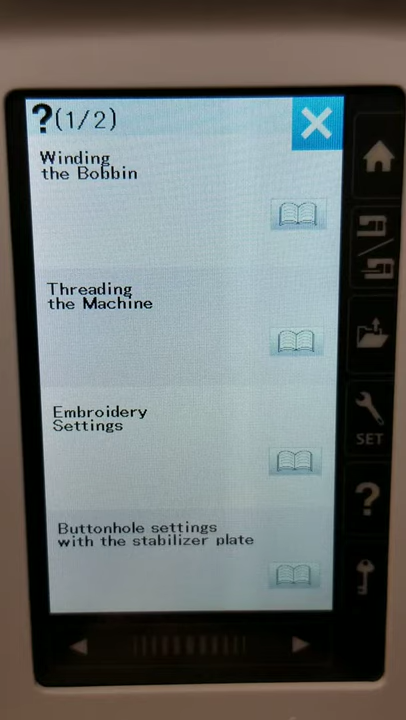 ?(1/2)
Winding
the Bobbin
Threading
the Machine
Embroidery
Settings
SET
?
Buttonhole settings
with the stabilizer plate